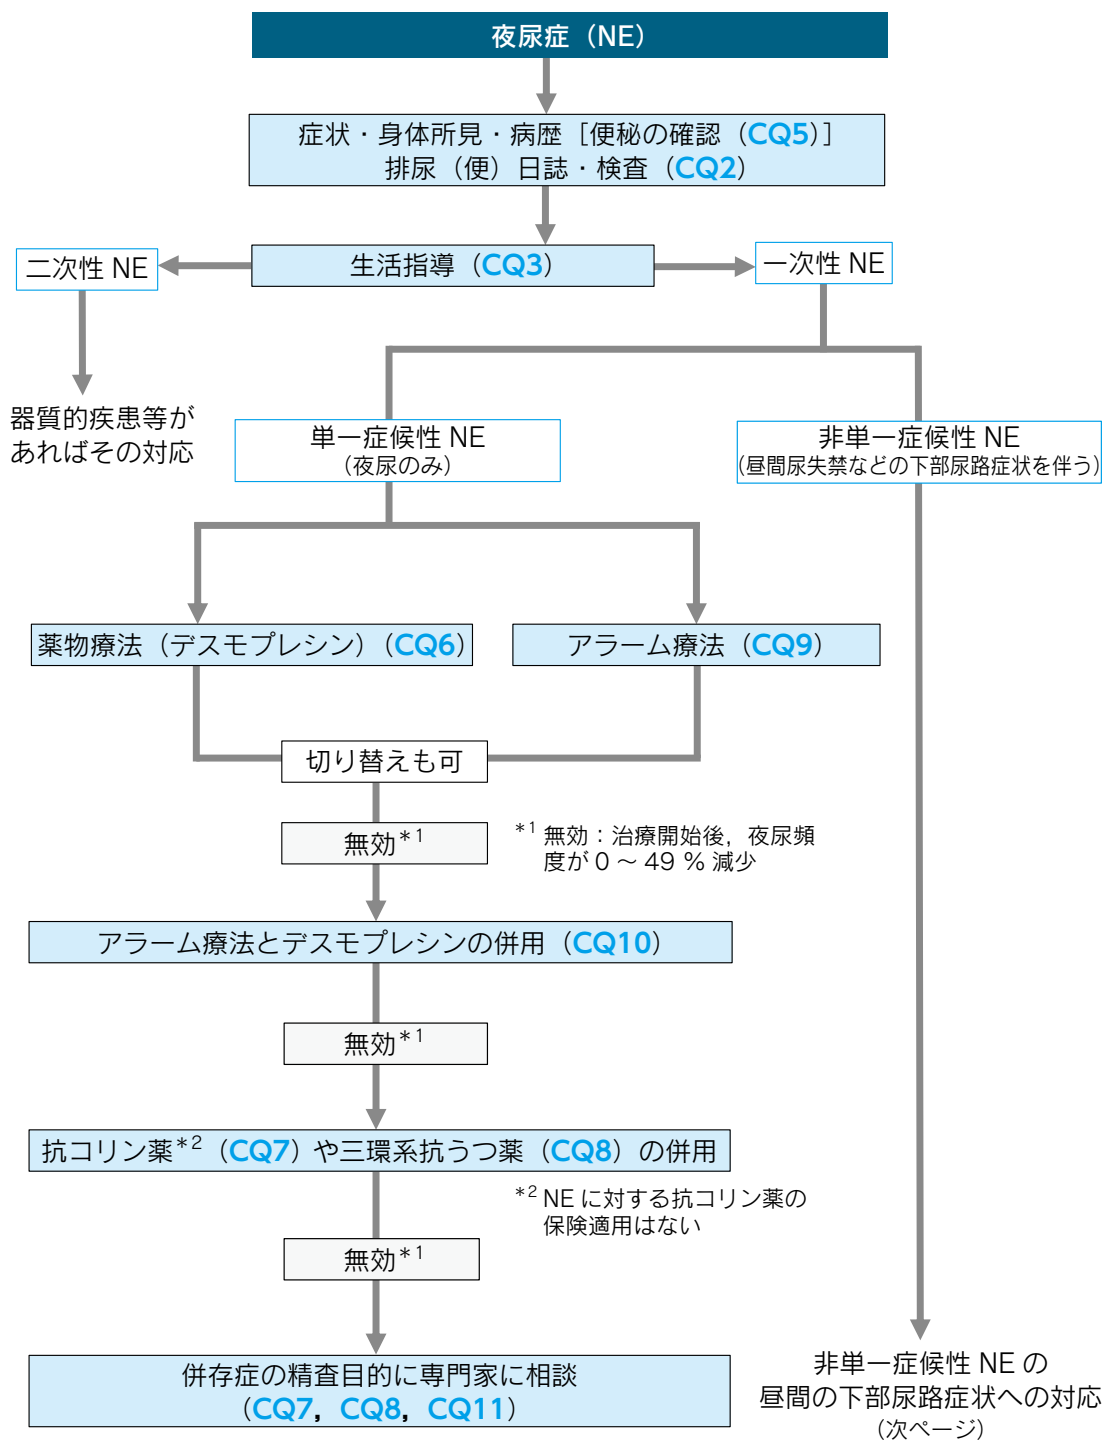 夜尿症（NE）
症状・身体所見・病歴［便秘の確認（CQ5）］
排尿（便）日誌・検査（CQ2）
二次性 NE
生活指導（CQ3）
一次性 NE
器質的疾患等が
あればその対応
単一症候性 NE
（夜尿のみ）
非単一症候性 NE
（昼間尿失禁などの下部尿路症状を伴う）
薬物療法（デスモプレシン）（CQ6）
アラーム療法（CQ9）
切り替えも可
無効＊1
＊1 無効：治療開始後，夜尿頻
度が 0 ～ 49 % 減少
アラーム療法とデスモプレシンの併用（CQ10）
無効＊1
抗コリン薬＊2（CQ7）や三環系抗うつ薬（CQ8）の併用
＊2 NE に対する抗コリン薬の
保険適用はない
無効＊1
併存症の精査目的に専門家に相談
（CQ7，CQ8，CQ11）
非単一症候性 NE の
昼間の下部尿路症状への対応
（次ページ）